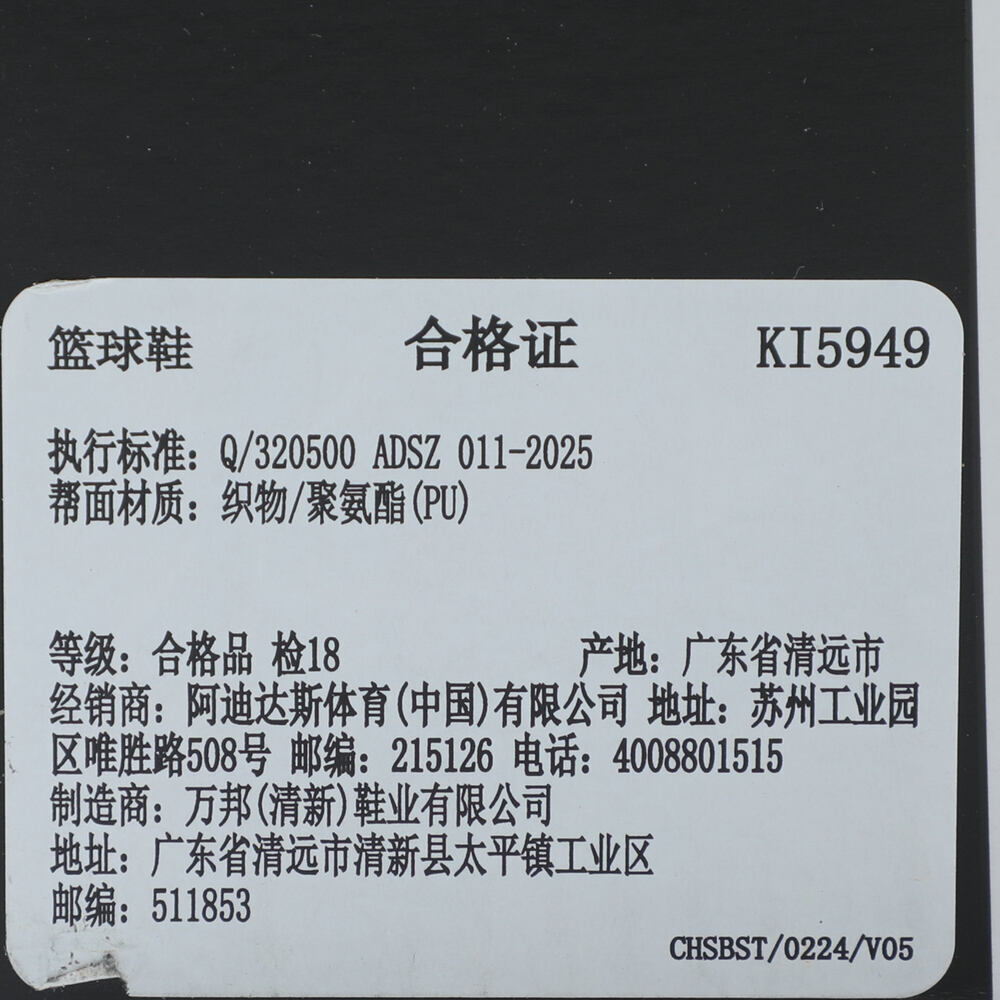 篮球鞋 合格证 KI5949
执行标准：Q/320500 ADSZ 011-2025
帮面材质：织物/聚氨酯(PU)
等级：合格品 检18 产地：广东省清远市
经销商：阿迪达斯体育(中国)有限公司 地址：苏州工业园
区唯胜路508号 邮编：215126 电话：4008801515
制造商：万邦(清新)鞋业有限公司
地址：广东省清远市清新县太平镇工业区
邮编：511853
CHSBST/0224/V05